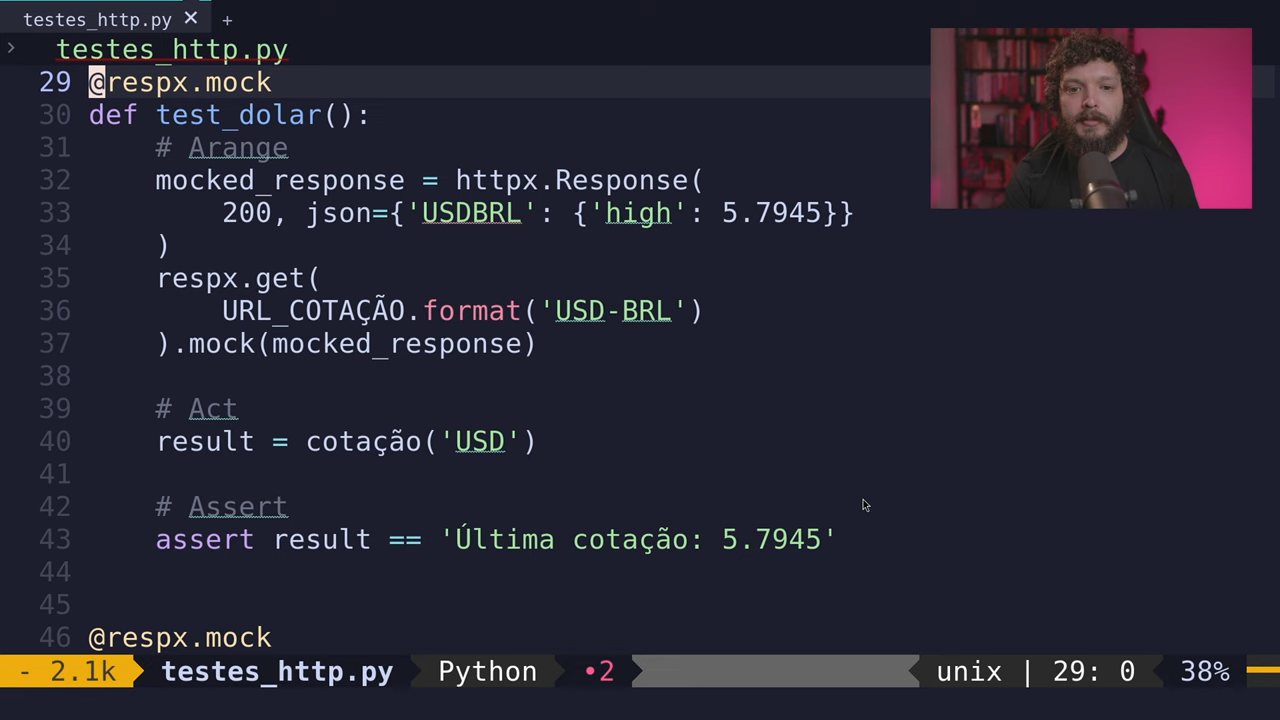 testes_http.py × +
> testes_http.py
29 @respx.mock
30 def test_dolar():
31 # Arange
32 mocked_response = httpx.Response(
33 200, json={'USDBRL': {'high': 5.7945}}
34 )
35 respx.get(
36 URL_COTAÇÃO.format('USD-BRL')
37 ).mock(mocked_response)
38
39 # Act
40 result = cotação('USD')
41
42 # Assert
43 assert result == 'Última cotação: 5.7945'
44
45
46 @respx.mock
- 2.1k testes_http.py Python •2 unix | 29: 0 38%